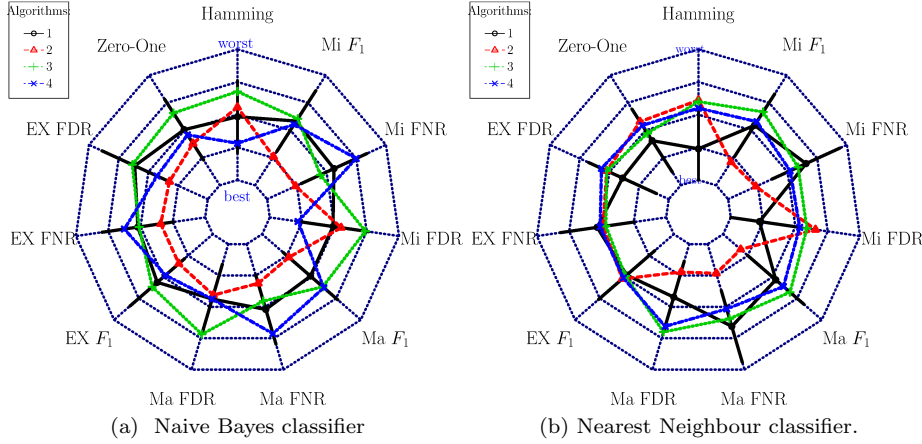 Algorithms:
1
2
3
4
Hamming
Mi F1
Mi FNR
Mi FDR
Ma F1
Ma FNR
Ma FDR
EX F1
EX FNR
EX FDR
Zero-One
worst
best
(a) Naive Bayes classifier
Algorithms:
1
2
3
4
Hamming
Mi F1
Mi FNR
Mi FDR
Ma F1
Ma FNR
Ma FDR
EX F1
EX FNR
EX FDR
Zero-One
worst
best
(b) Nearest Neighbour classifier.